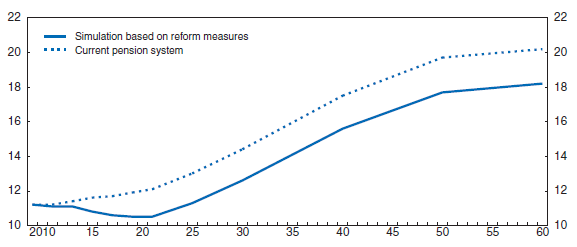 22 22
Simulation based on reform measures
20 Current pension system 20
18 18
16 16
14 14
12 12
10 10
2010 15 20 25 30 35 40 45 50 55 60